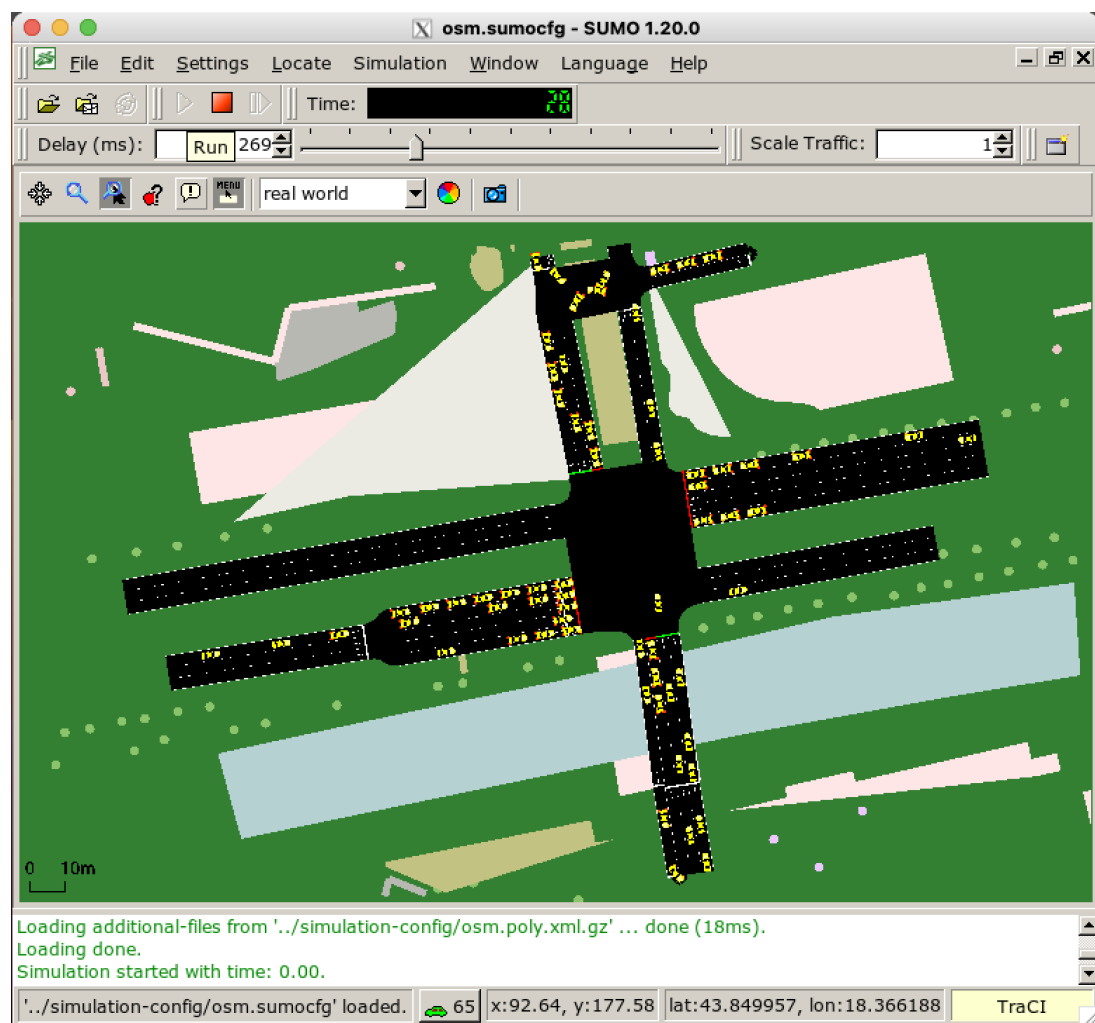 osm.sumocfg - SUMO 1.20.0
File Edit Settings Locate Simulation Window Language Help
Time: 28
Delay (ms): Run 269 Scale Traffic: 1
MENU real world
0 10m
Loading additional-files from '../simulation-config/osm.poly.xml.gz' ... done (18ms).
Loading done.
Simulation started with time: 0.00.
'../simulation-config/osm.sumocfg' loaded. 65 x:92.64, y:177.58 lat:43.849957, lon:18.366188 TraCI